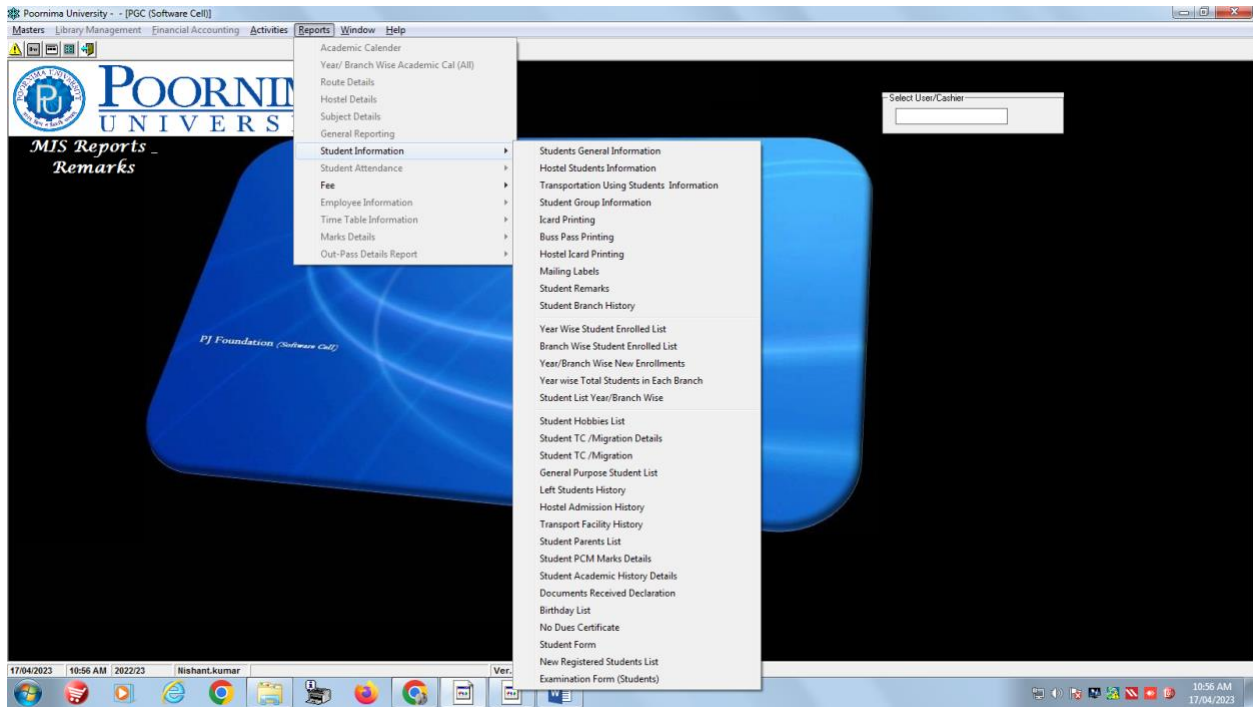 Poornima University - - [PGC (Software Cell)]
Masters Library Management Financial Accounting Activities Reports Window Help
Academic Calender
Year/ Branch Wise Academic Cal (All)
Route Details
Hostel Details
Subject Details
General Reporting
Student Information
Student Attendance
Fee
Employee Information
Time Table Information
Marks Details
Out-Pass Details Report
POORNI
UNIVERS
MIS Reports _
Remarks
Select User/Cashier
Students General Information
Hostel Students Information
Transportation Using Students Information
Student Group Information
Icard Printing
Buss Pass Printing
Hostel Icard Printing
Mailing Labels
Student Remarks
Student Branch History
Year Wise Student Enrolled List
Branch Wise Student Enrolled List
Year/Branch Wise New Enrollments
Year wise Total Students in Each Branch
Student List Year/Branch Wise
Student Hobbies List
Student TC /Migration Details
Student TC /Migration
General Purpose Student List
Left Students History
Hostel Admission History
Transport Facility History
Student Parents List
Student PCM Marks Details
Student Academic History Details
Documents Received Declaration
Birthday List
No Dues Certificate
Student Form
New Registered Students List
Examination Form (Students)
PJ Foundation (Software Cell)
17/04/2023 10:56 AM 2022/23 Nishant.kumar Ver.
10:56 AM
17/04/2023